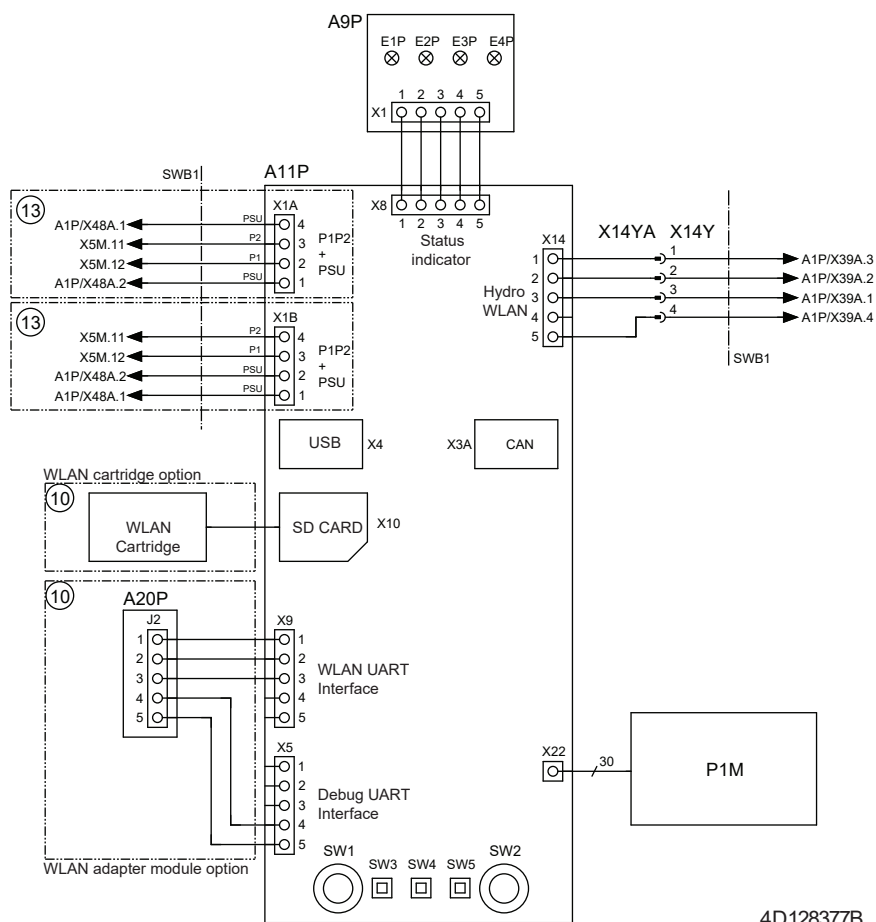 A9P
E1P E2P E3P E4P
1 2 3 4 5
X1
SWB1
A11P
13
X1A
A1P/X48A.1 PSU 4
X5M.11 P2 3
X5M.12 P1 2
A1P/X48A.2 PSU 1
P1P2
+
PSU
X8
1 2 3 4 5
Status
indicator
X14
1
2
3
4
5
Hydro
WLAN
X14YA X14Y
1 A1P/X39A.3
2 A1P/X39A.2
3 A1P/X39A.1
4 A1P/X39A.4
SWB1
13
X1B
X5M.11 P2 4
X5M.12 P1 3
A1P/X48A.2 PSU 2
A1P/X48A.1 PSU 1
P1P2
+
PSU
USB X4
X3A CAN
WLAN cartridge option
10
WLAN
Cartridge
SD CARD X10
10
A20P
J2
1
2
3
4
5
X9
1
2
3
4
5
WLAN UART
Interface
X5
1
2
3
4
5
Debug UART
Interface
WLAN adapter module option
X22
30
P1M
SW1 SW3 SW4 SW5 SW2
4D128377B